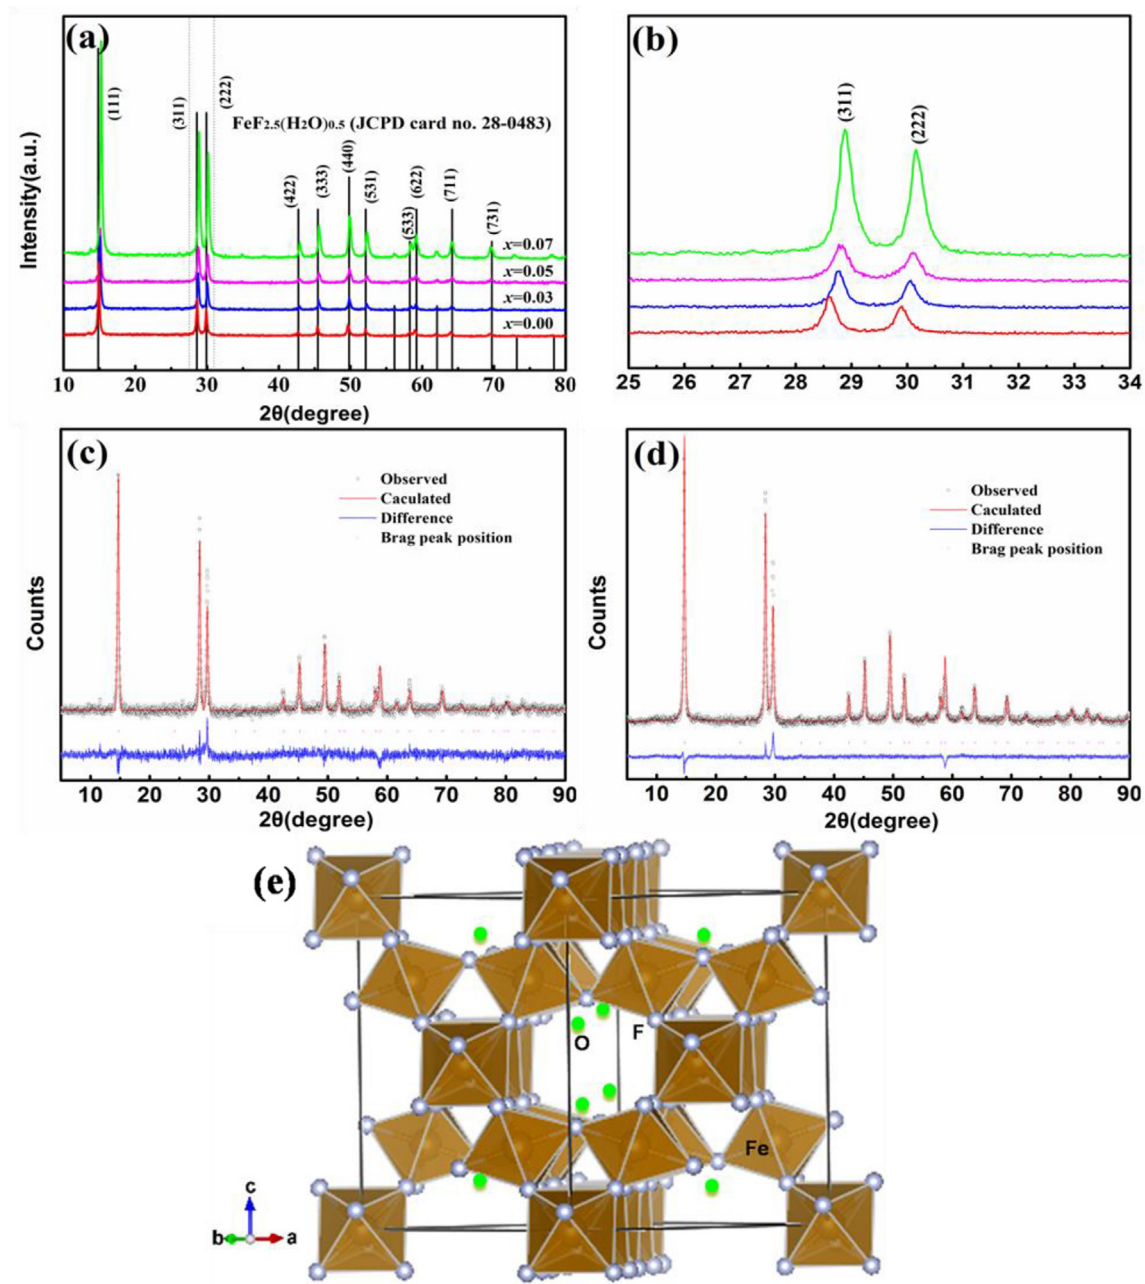 (a)
(111)
(311)
(222)
FeF2.5(H2O)0.5 (JCPD card no. 28-0483)
(422)
(333)
(440)
(531)
(533)
(622)
(711)
(731)
x=0.07
x=0.05
x=0.03
x=0.00
Intensity(a.u.)
10 20 30 40 50 60 70 80
2θ(degree)
(b)
(311)
(222)
25 26 27 28 29 30 31 32 33 34
2θ(degree)
(c)
Observed
Caculated
Difference
Brag peak position
Counts
10 20 30 40 50 60 70 80 90
2θ(degree)
(d)
Observed
Caculated
Difference
Brag peak position
Counts
10 20 30 40 50 60 70 80 90
2θ(degree)
(e)
O
F
Fe
c
b
a